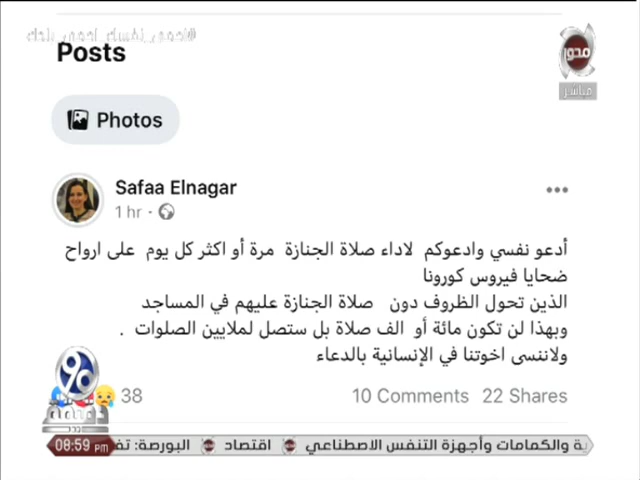 #احمي_نفسك_احمي_بلدك
Posts
محور
مباشر
Photos
Safaa Elnagar
1 hr
أدعو نفسي وادعوكم لاداء صلاة الجنازة مرة أو اكثر كل يوم على ارواح
ضحايا فيروس كورونا
الذين تحول الظروف دون صلاة الجنازة عليهم في المساجد
وبهذا لن تكون مائة أو الف صلاة بل ستصل لملايين الصلوات .
ولاننسى اخوتنا في الإنسانية بالدعاء
38
10 Comments 22 Shares
90
دقيقة
08:59 pm
ية والكمامات وأجهزة التنفس الاصطناعي اقتصاد البورصة: تف